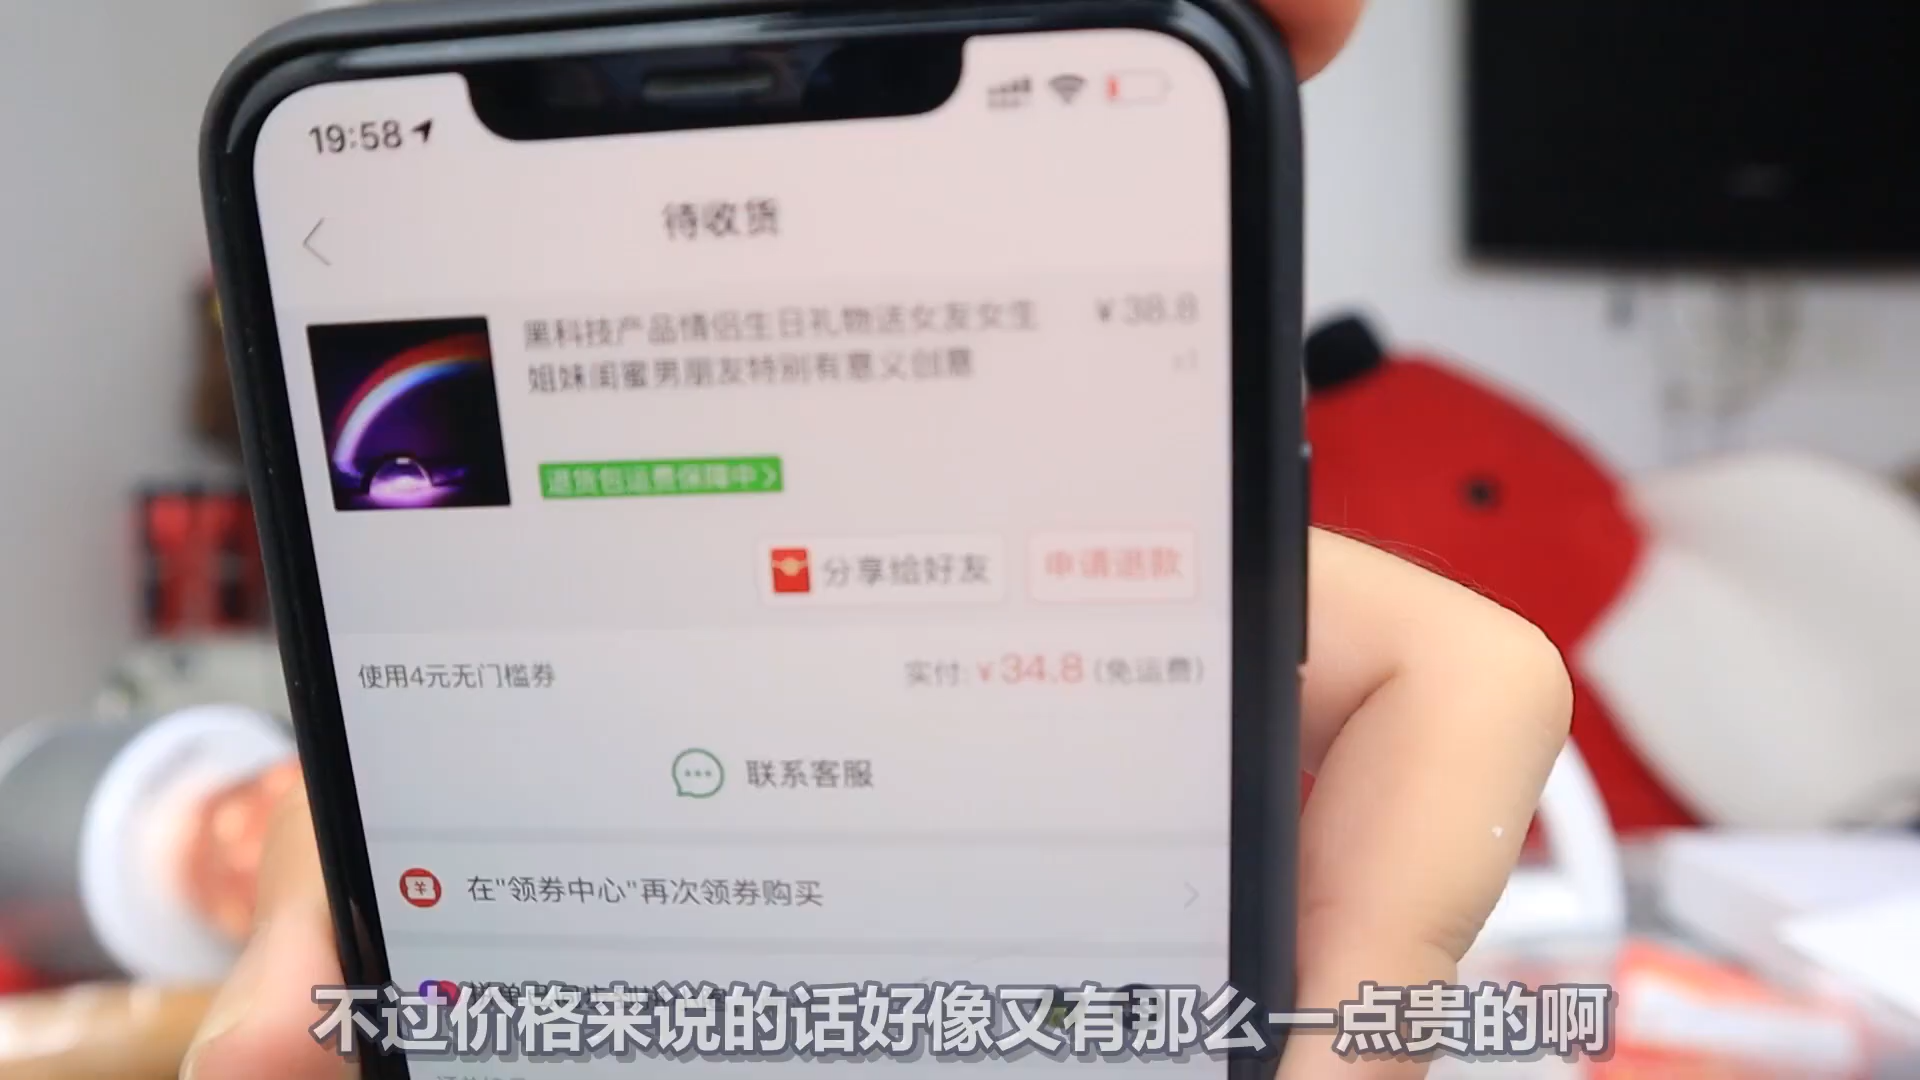 19:58
待收货
黑科技产品情侣生日礼物送女友女生
¥38.8
姐妹闺蜜男朋友特别有意义创意
x1
退货包运费保障中
分享给好友
申请退款
使用4元无门槛券
实付:¥34.8(免运费)
联系客服
在"领券中心"再次领券购买
不过价格来说的话好像又有那么一点贵的啊